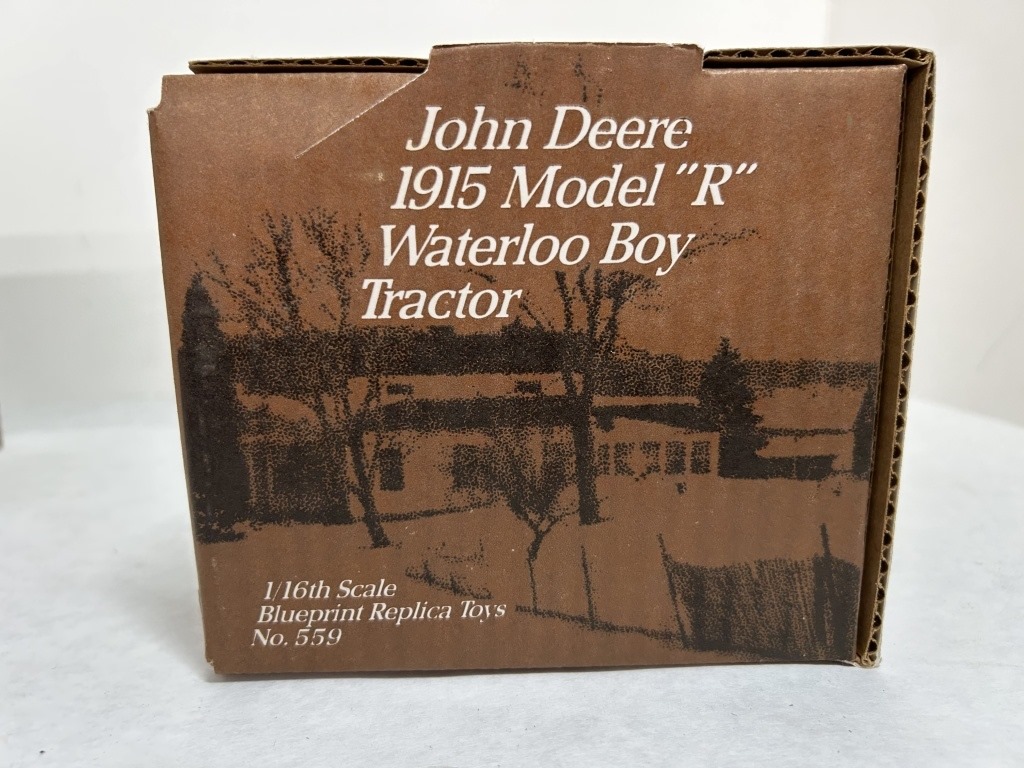 John Deere
1915 Model "R"
Waterloo Boy
Tractor
1/16th Scale
Blueprint Replica Toys
No. 559